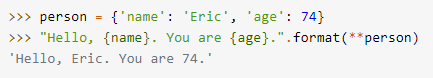 >>> person = {'name': 'Eric', 'age': 74}
>>> "Hello, {name}. You are {age}.".format(**person)
'Hello, Eric. You are 74.'